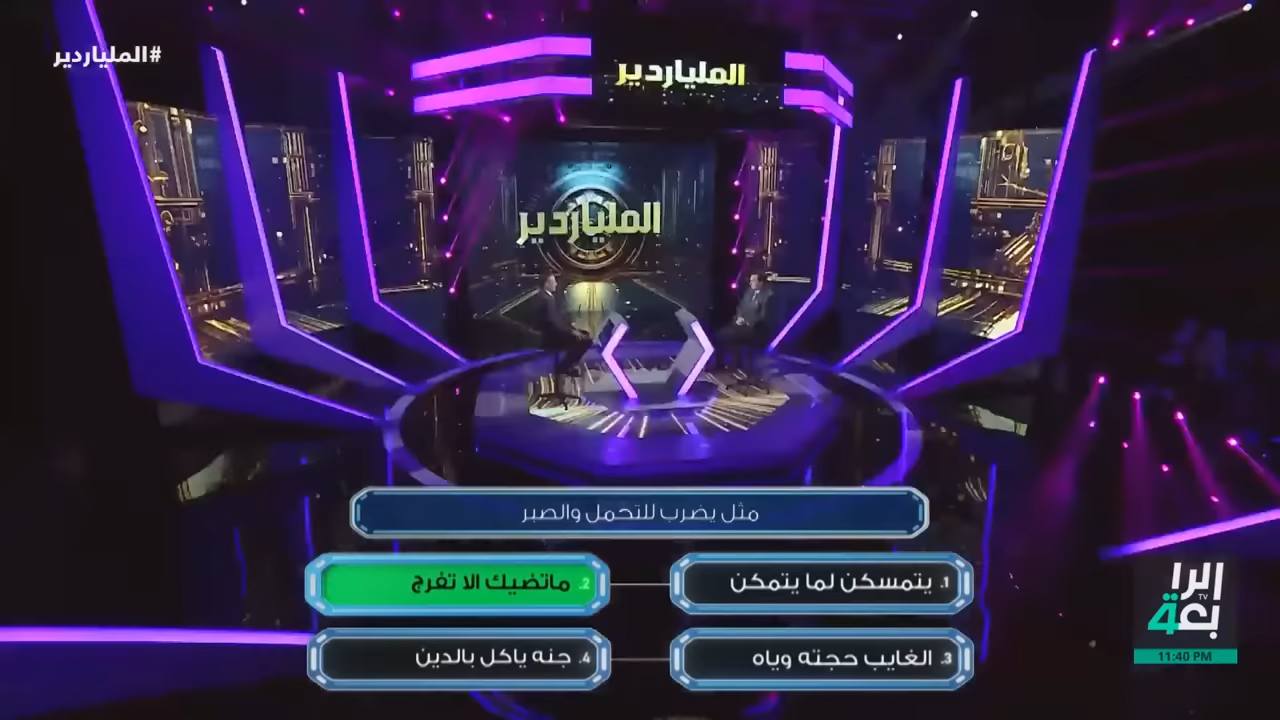 #الملياردير
الملياردير
الملياردير
مثل يضرب للتحمل والصبر
1. يتمسكن لما يتمكن
2. ماتضيك الا تفرج
3. الغايب حجته وياه
4. جنه ياكل بالدين
الرابعة
TV
4
11:40 PM